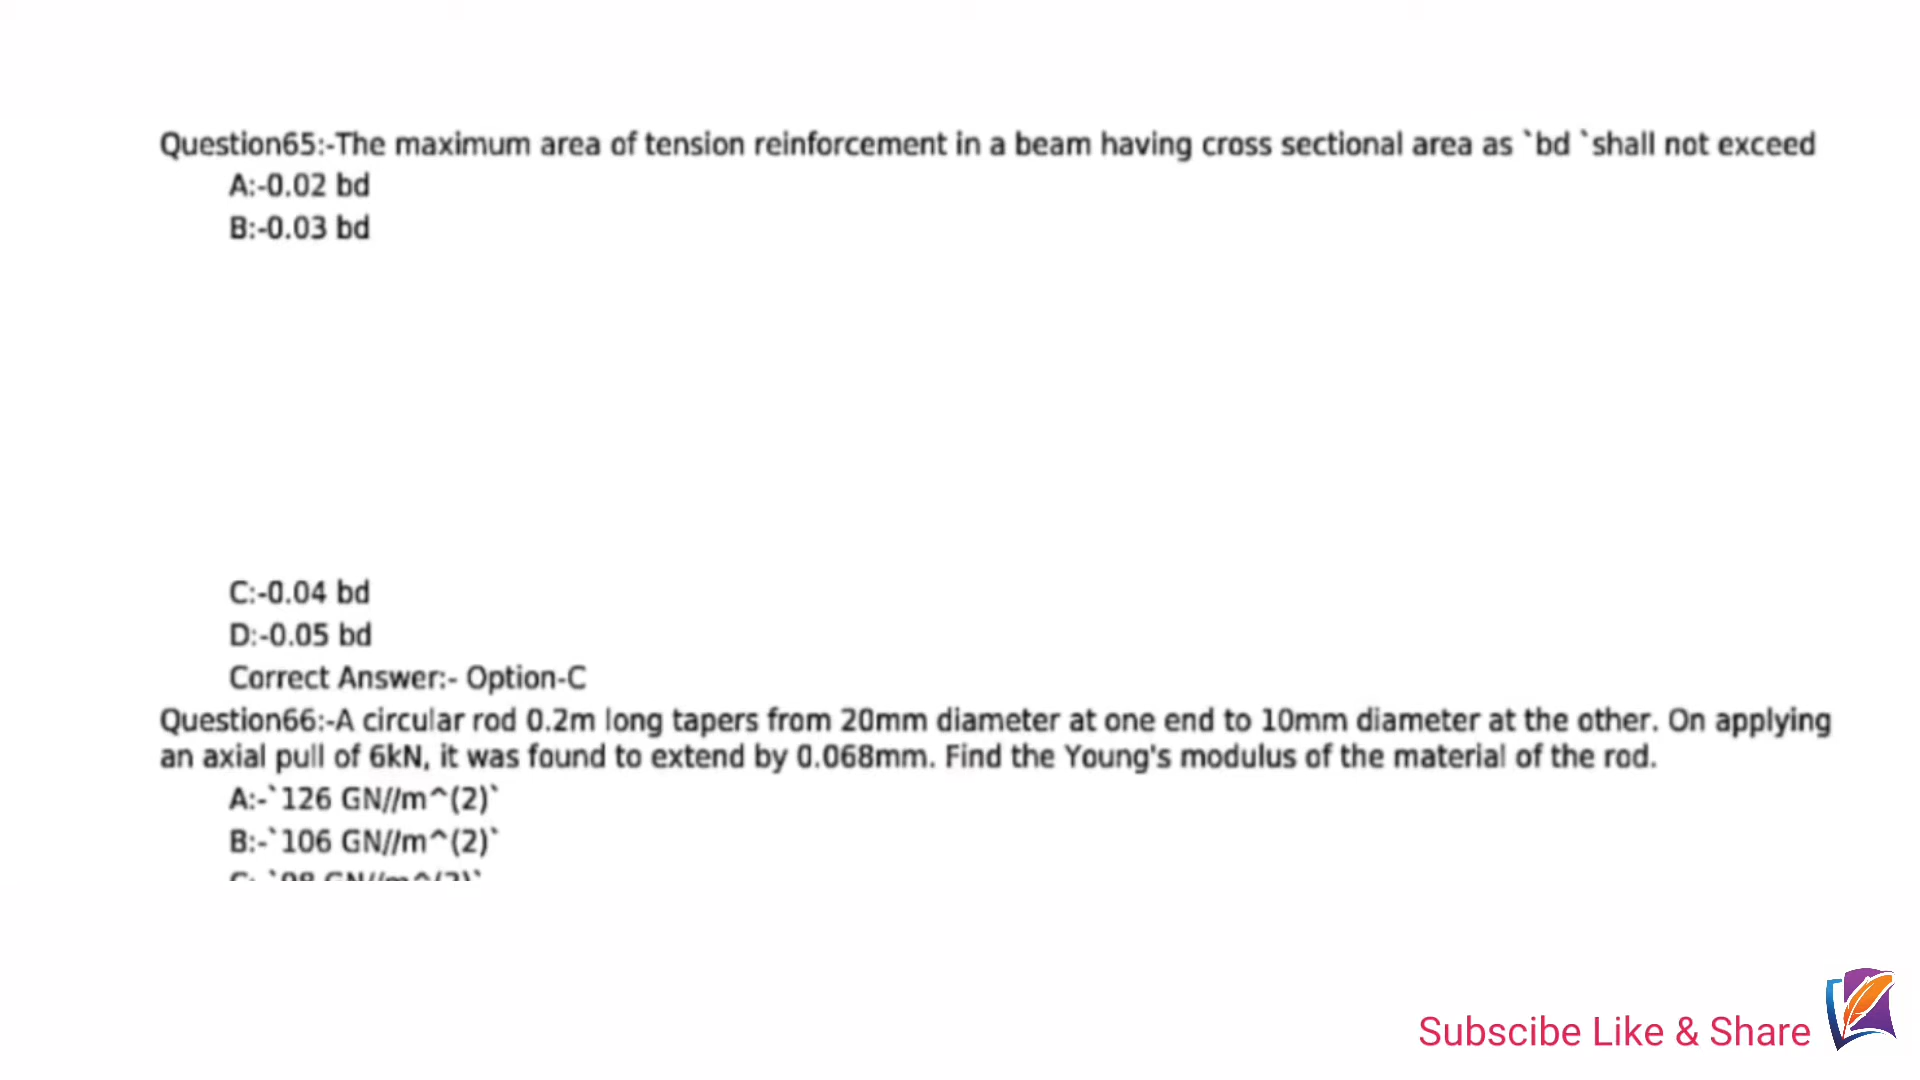 Question65:-The maximum area of tension reinforcement in a beam having cross sectional area as `bd `shall not exceed
A:-0.02 bd
B:-0.03 bd
C:-0.04 bd
D:-0.05 bd
Correct Answer:- Option-C
Question66:-A circular rod 0.2m long tapers from 20mm diameter at one end to 10mm diameter at the other. On applying
an axial pull of 6kN, it was found to extend by 0.068mm. Find the Young's modulus of the material of the rod.
A:-`126 GN//m^(2)`
B:-`106 GN//m^(2)`
Subscibe Like & Share